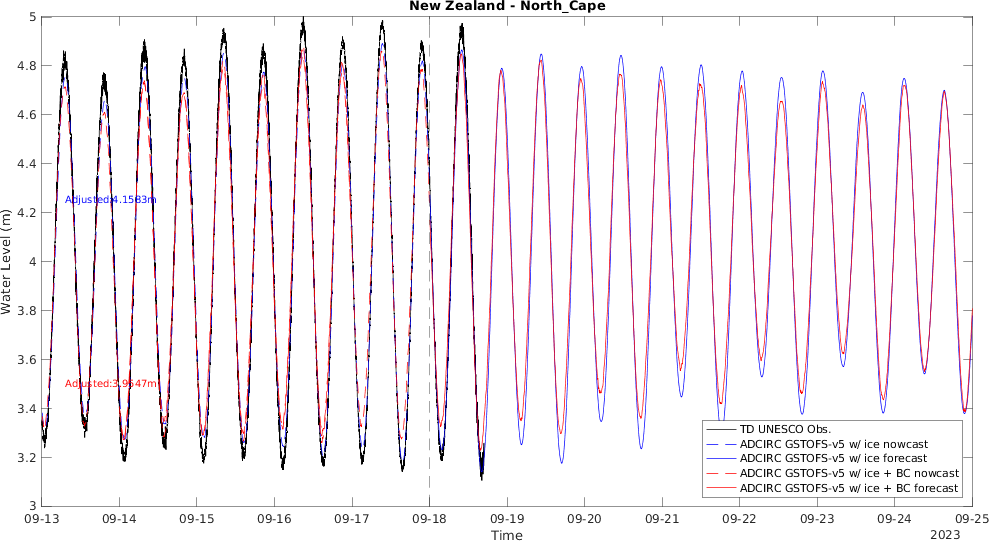 New Zealand - North_Cape
Water Level (m)
5
4.8
4.6
4.4
4.2
4
3.8
3.6
3.4
3.2
3
Adjusted:4.1583m
TD UNESCO Obs.
ADCIRC GSTOFS-v5 w/ ice nowcast
ADCIRC GSTOFS-v5 w/ ice forecast
ADCIRC GSTOFS-v5 w/ ice + BC nowcast
ADCIRC GSTOFS-v5 w/ ice + BC forecast
09-13
09-14
09-15
09-16
09-17
09-18
09-19
09-20
09-21
09-22
09-23
09-24
09-25
Time
2023